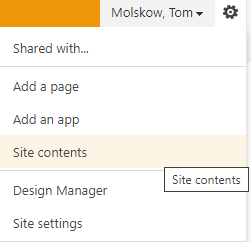 Molskow, Tom
Shared with...
Add a page
Add an app
Site contents
Site contents
Design Manager
Site settings